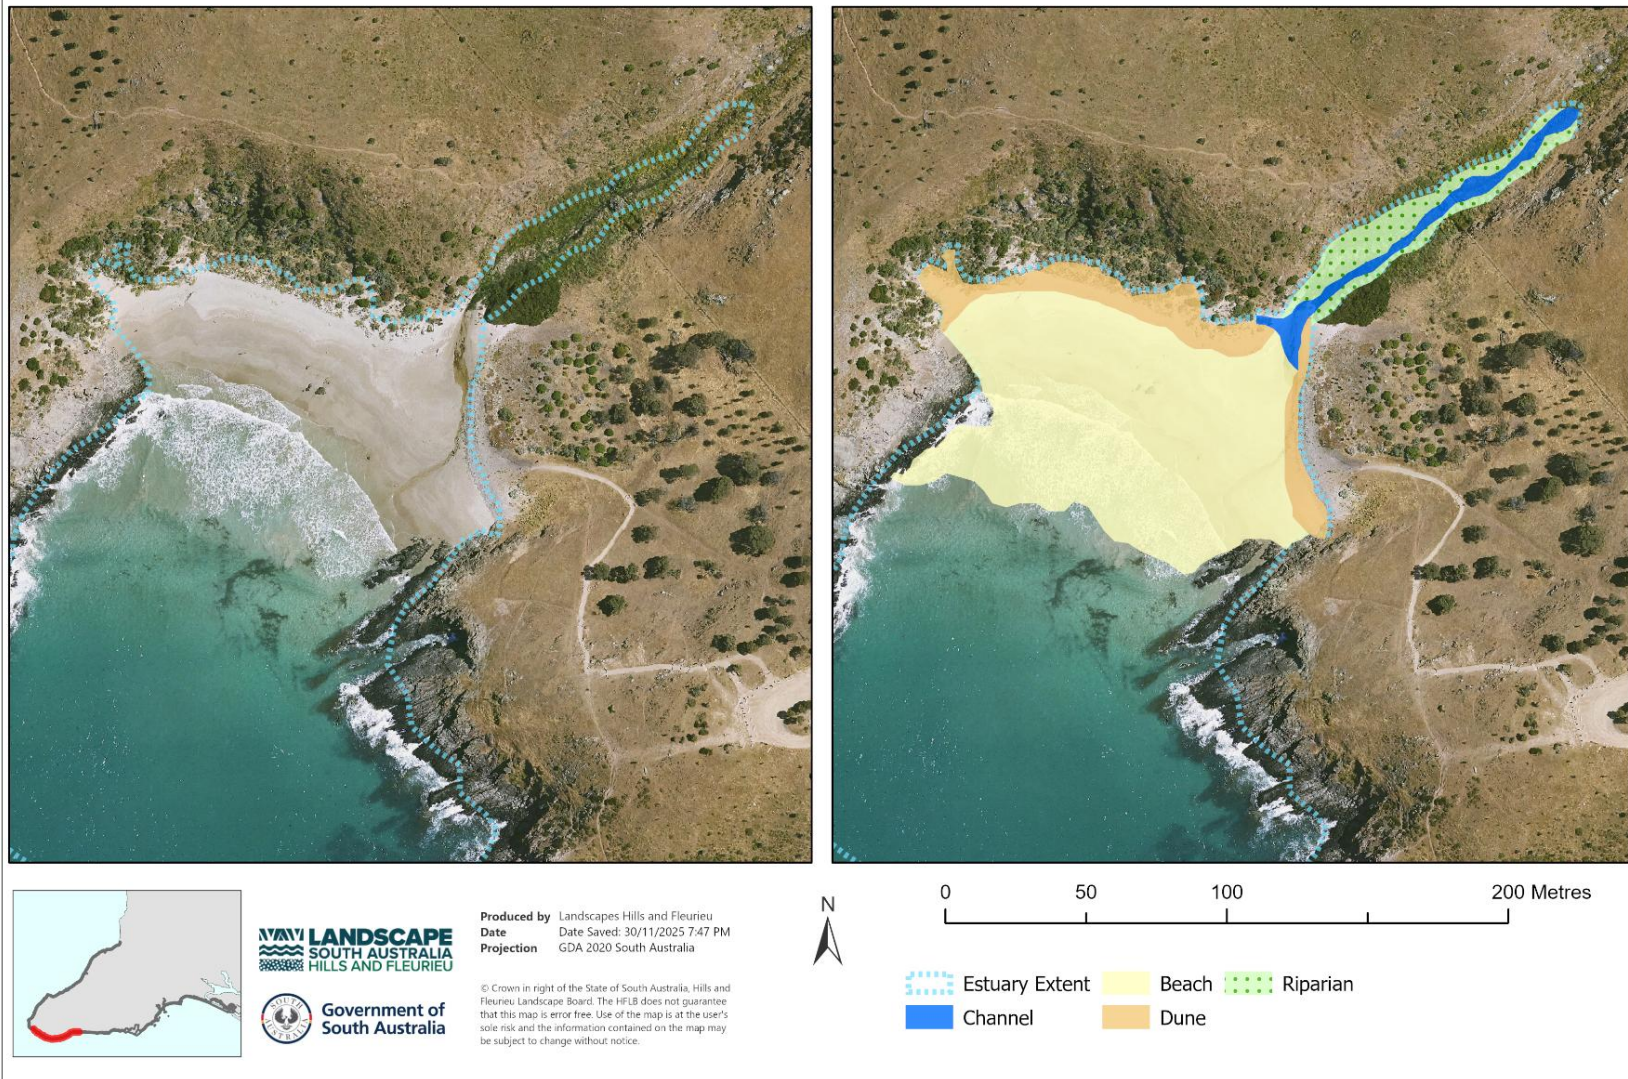 0 50 100 200 Metres
N
LANDSCAPE
SOUTH AUSTRALIA
HILLS AND FLEURIEU
SOUTH AUSTRALIA
Government of
South Australia
Produced by Landscapes Hills and Fleurieu
Date Date Saved: 30/11/2025 7:47 PM
Projection GDA 2020 South Australia
© Crown in right of the State of South Australia, Hills and
Fleurieu Landscape Board. The HFLB does not guarantee
that this map is error free. Use of the map is at the user's
sole risk and the information contained on the map may
be subject to change without notice.
Estuary Extent Beach Riparian
Channel Dune